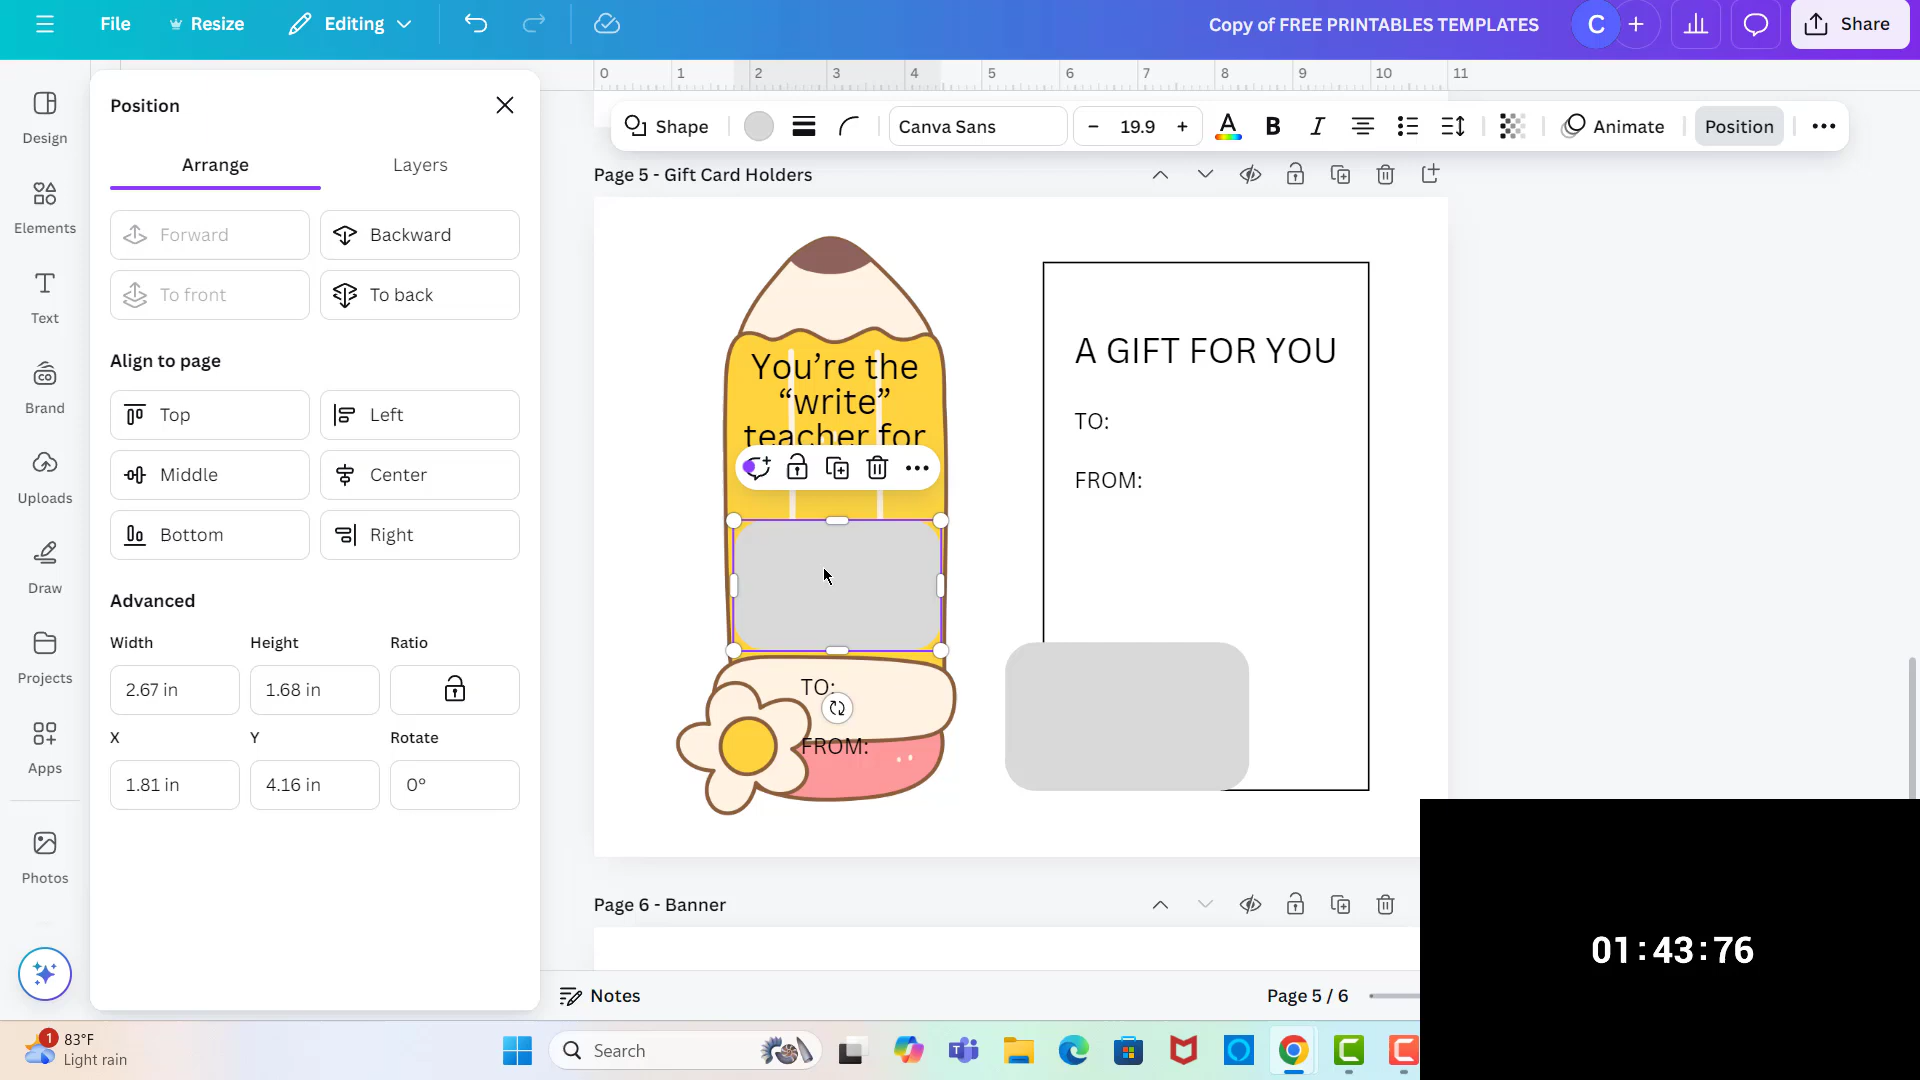 File
Resize
Editing
Copy of FREE PRINTABLES TEMPLATES
C
Share
Design
Elements
Text
Brand
Uploads
Draw
Projects
Apps
Photos
Position
Arrange
Layers
Forward
Backward
To front
To back
Align to page
Top
Left
Middle
Center
Bottom
Right
Advanced
Width
Height
Ratio
2.67 in
1.68 in
X
Y
Rotate
1.81 in
4.16 in
0°
0 1 2 3 4 5 6 7 8 9 10 11
Shape
Canva Sans
– 19.9 +
A
B
I
Animate
Position
Page 5 - Gift Card Holders
You’re the
“write”
teacher for
TO:
FROM:
A GIFT FOR YOU
TO:
FROM:
Page 6 - Banner
Notes
Page 5 / 6
01:43:76
1
83°F
Light rain
Search